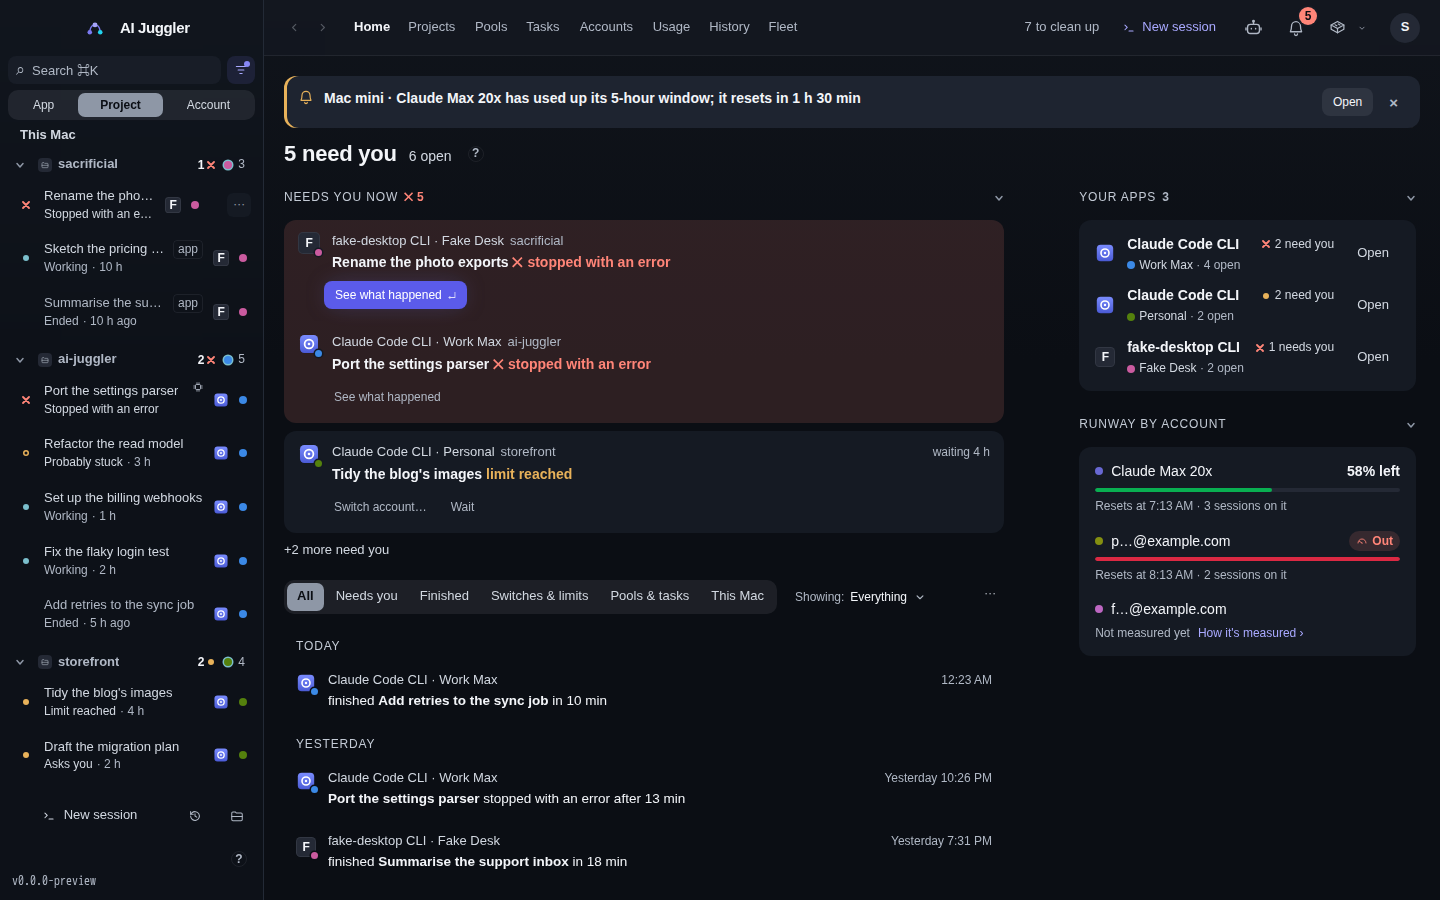 AI Juggler
Search ⌘K
App Project Account
This Mac
sacrificial 1 3
Rename the pho… F
Stopped with an e…
Sketch the pricing … app F
Working · 10 h
Summarise the su… app F
Ended · 10 h ago
ai-juggler 2 5
Port the settings parser
Stopped with an error
Refactor the read model
Probably stuck · 3 h
Set up the billing webhooks
Working · 1 h
Fix the flaky login test
Working · 2 h
Add retries to the sync job
Ended · 5 h ago
storefront 2 4
Tidy the blog's images
Limit reached · 4 h
Draft the migration plan
Asks you · 2 h
New session
?
v0.0.0-preview
Home Projects Pools Tasks Accounts Usage History Fleet 7 to clean up New session 5 S
Mac mini · Claude Max 20x has used up its 5-hour window; it resets in 1 h 30 min Open ×
5 need you 6 open ?
NEEDS YOU NOW 5
F fake-desktop CLI · Fake Desk sacrificial
Rename the photo exports stopped with an error
See what happened
Claude Code CLI · Work Max ai-juggler
Port the settings parser stopped with an error
See what happened
Claude Code CLI · Personal storefront waiting 4 h
Tidy the blog's images limit reached
Switch account… Wait
+2 more need you
All Needs you Finished Switches & limits Pools & tasks This Mac Showing: Everything ···
TODAY
Claude Code CLI · Work Max 12:23 AM
finished Add retries to the sync job in 10 min
YESTERDAY
Claude Code CLI · Work Max Yesterday 10:26 PM
Port the settings parser stopped with an error after 13 min
F fake-desktop CLI · Fake Desk Yesterday 7:31 PM
finished Summarise the support inbox in 18 min
YOUR APPS 3
Claude Code CLI 2 need you Open
Work Max · 4 open
Claude Code CLI 2 need you Open
Personal · 2 open
F fake-desktop CLI 1 needs you Open
Fake Desk · 2 open
RUNWAY BY ACCOUNT
Claude Max 20x 58% left
Resets at 7:13 AM · 3 sessions on it
p…@example.com Out
Resets at 8:13 AM · 2 sessions on it
f…@example.com
Not measured yet How it's measured ›